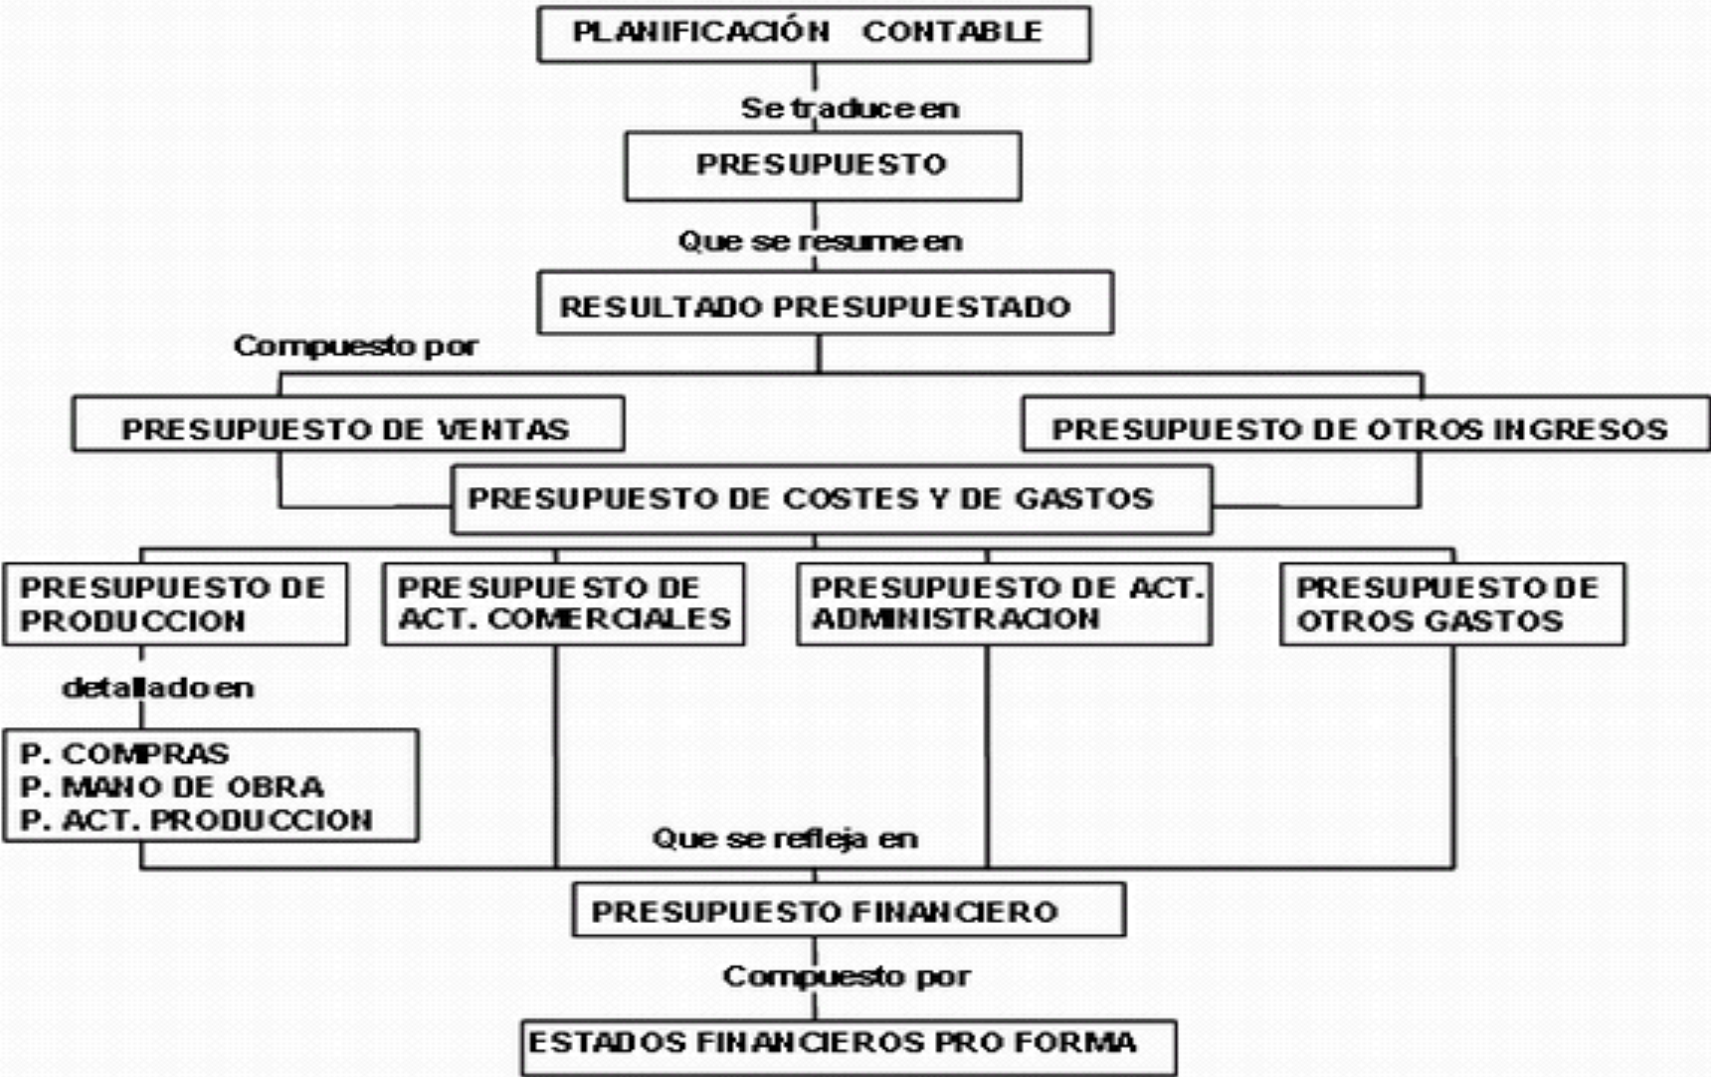 PLANIFICACIÓN CONTABLE
Se traduce en
PRESUPUESTO
Que se resume en
RESULTADO PRESUPUESTADO
Compuesto por
PRESUPUESTO DE VENTAS
PRESUPUESTO DE OTROS INGRESOS
PRESUPUESTO DE COSTES Y DE GASTOS
PRESUPUESTO DE
PRODUCCION
PRESUPUESTO DE
ACT. COMERCIALES
PRESUPUESTO DE ACT.
ADMINISTRACION
PRESUPUESTO DE
OTROS GASTOS
detallado en
P. COMPRAS
P. MANO DE OBRA
P. ACT. PRODUCCION
Que se refleja en
PRESUPUESTO FINANCIERO
Compuesto por
ESTADOS FINANCIEROS PRO FORMA